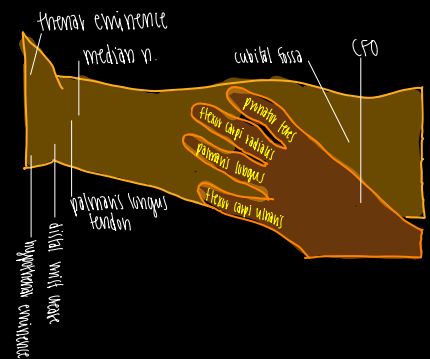 thenar eminence
median n.
cubital fossa
CFO
pronator teres
flexor carpi radialis
palmaris longus
flexor carpi ulnaris
palmaris longus
tendon
distal wrist crease
hypothenar eminence